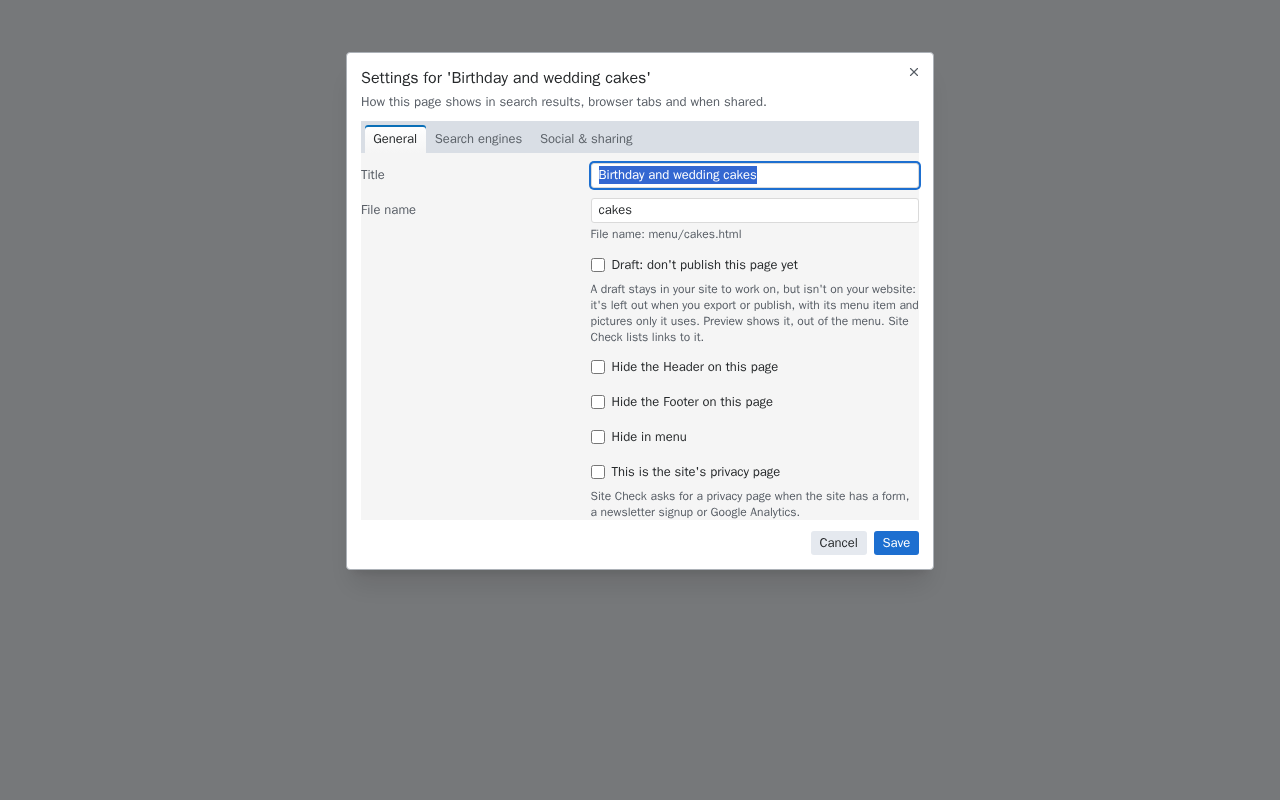 Settings for 'Birthday and wedding cakes'
How this page shows in search results, browser tabs and when shared.
General Search engines Social & sharing
Title Birthday and wedding cakes
File name cakes
File name: menu/cakes.html
Draft: don't publish this page yet
A draft stays in your site to work on, but isn't on your website:
it's left out when you export or publish, with its menu item and
pictures only it uses. Preview shows it, out of the menu. Site
Check lists links to it.
Hide the Header on this page
Hide the Footer on this page
Hide in menu
This is the site's privacy page
Site Check asks for a privacy page when the site has a form,
a newsletter signup or Google Analytics.
Cancel Save